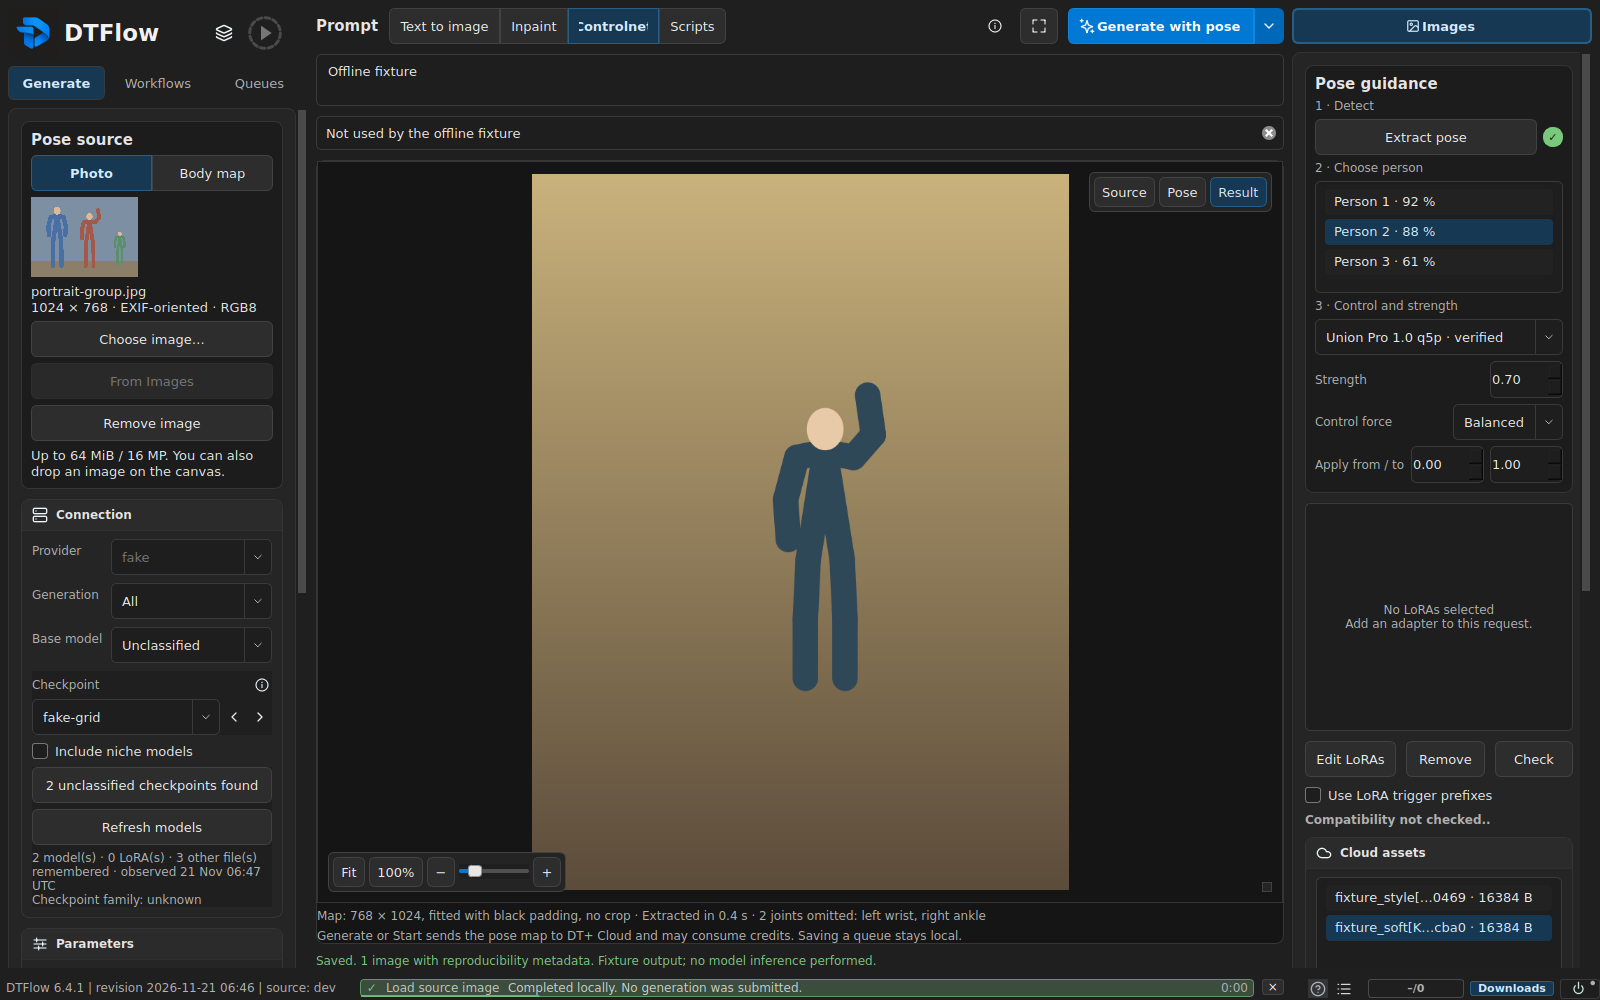 DTFlow
Generate
Workflows
Queues
Pose source
Photo
Body map
portrait-group.jpg
1024 × 768 · EXIF-oriented · RGB8
Choose image...
From Images
Remove image
Up to 64 MiB / 16 MP. You can also
drop an image on the canvas.
Connection
Provider
fake
Generation
All
Base model
Unclassified
Checkpoint
fake-grid
Include niche models
2 unclassified checkpoints found
Refresh models
2 model(s) · 0 LoRA(s) · 3 other file(s)
remembered · observed 21 Nov 06:47
UTC
Checkpoint family: unknown
Parameters
Prompt
Text to image
Inpaint
Controlnet
Scripts
Generate with pose
Offline fixture
Not used by the offline fixture
Source
Pose
Result
Fit
100%
−
+
Map: 768 × 1024, fitted with black padding, no crop · Extracted in 0.4 s · 2 joints omitted: left wrist, right ankle
Generate or Start sends the pose map to DT+ Cloud and may consume credits. Saving a queue stays local.
Saved. 1 image with reproducibility metadata. Fixture output; no model inference performed.
Images
Pose guidance
1 · Detect
Extract pose
2 · Choose person
Person 1 · 92 %
Person 2 · 88 %
Person 3 · 61 %
3 · Control and strength
Union Pro 1.0 q5p · verified
Strength
0.70
Control force
Balanced
Apply from / to
0.00
1.00
No LoRAs selected
Add an adapter to this request.
Edit LoRAs
Remove
Check
Use LoRA trigger prefixes
Compatibility not checked..
Cloud assets
fixture_style[...0469 · 16384 B
fixture_soft[K...cba0 · 16384 B
DTFlow 6.4.1 | revision 2026-11-21 06:46 | source: dev
✓ Load source image Completed locally. No generation was submitted.
0:00
–/0
Downloads